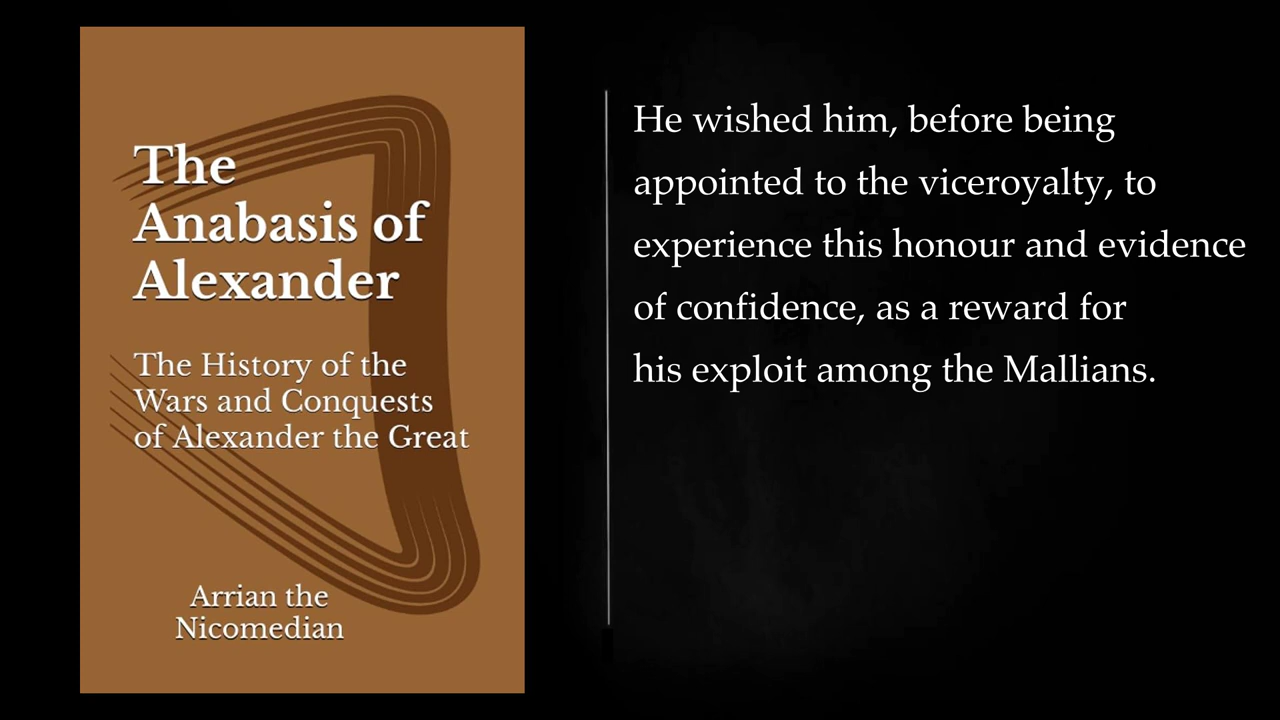 The
Anabasis of
Alexander
The History of the
Wars and Conquests
of Alexander the Great
Arrian the
Nicomedian
He wished him, before being
appointed to the viceroyalty, to
experience this honour and evidence
of confidence, as a reward for
his exploit among the Mallians.